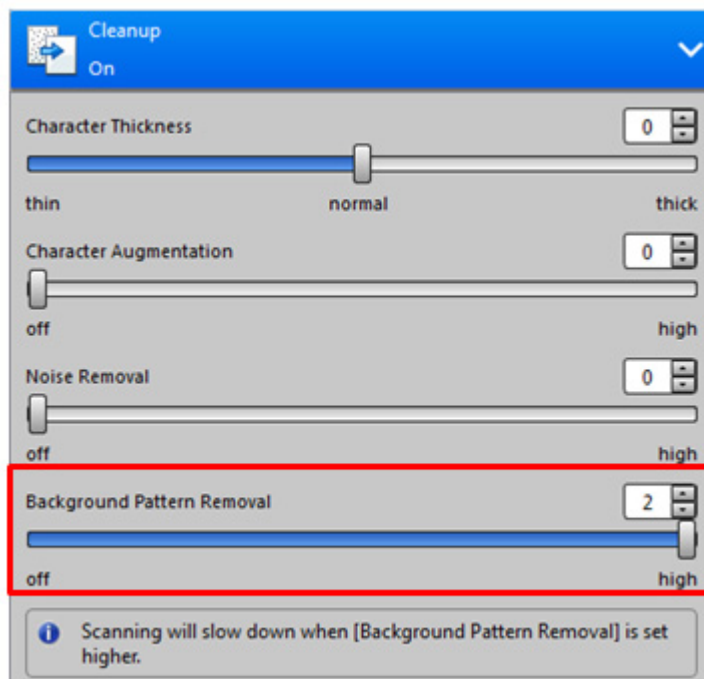 Cleanup
On
Character Thickness 0
thin normal thick
Character Augmentation 0
off high
Noise Removal 0
off high
Background Pattern Removal 2
off high
Scanning will slow down when [Background Pattern Removal] is set
higher.